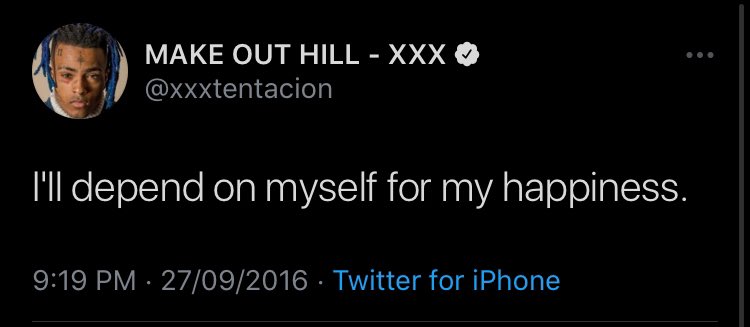 MAKE OUT HILL - XXX
@xxxtentacion
I'll depend on myself for my happiness.
9:19 PM · 27/09/2016 · Twitter for iPhone